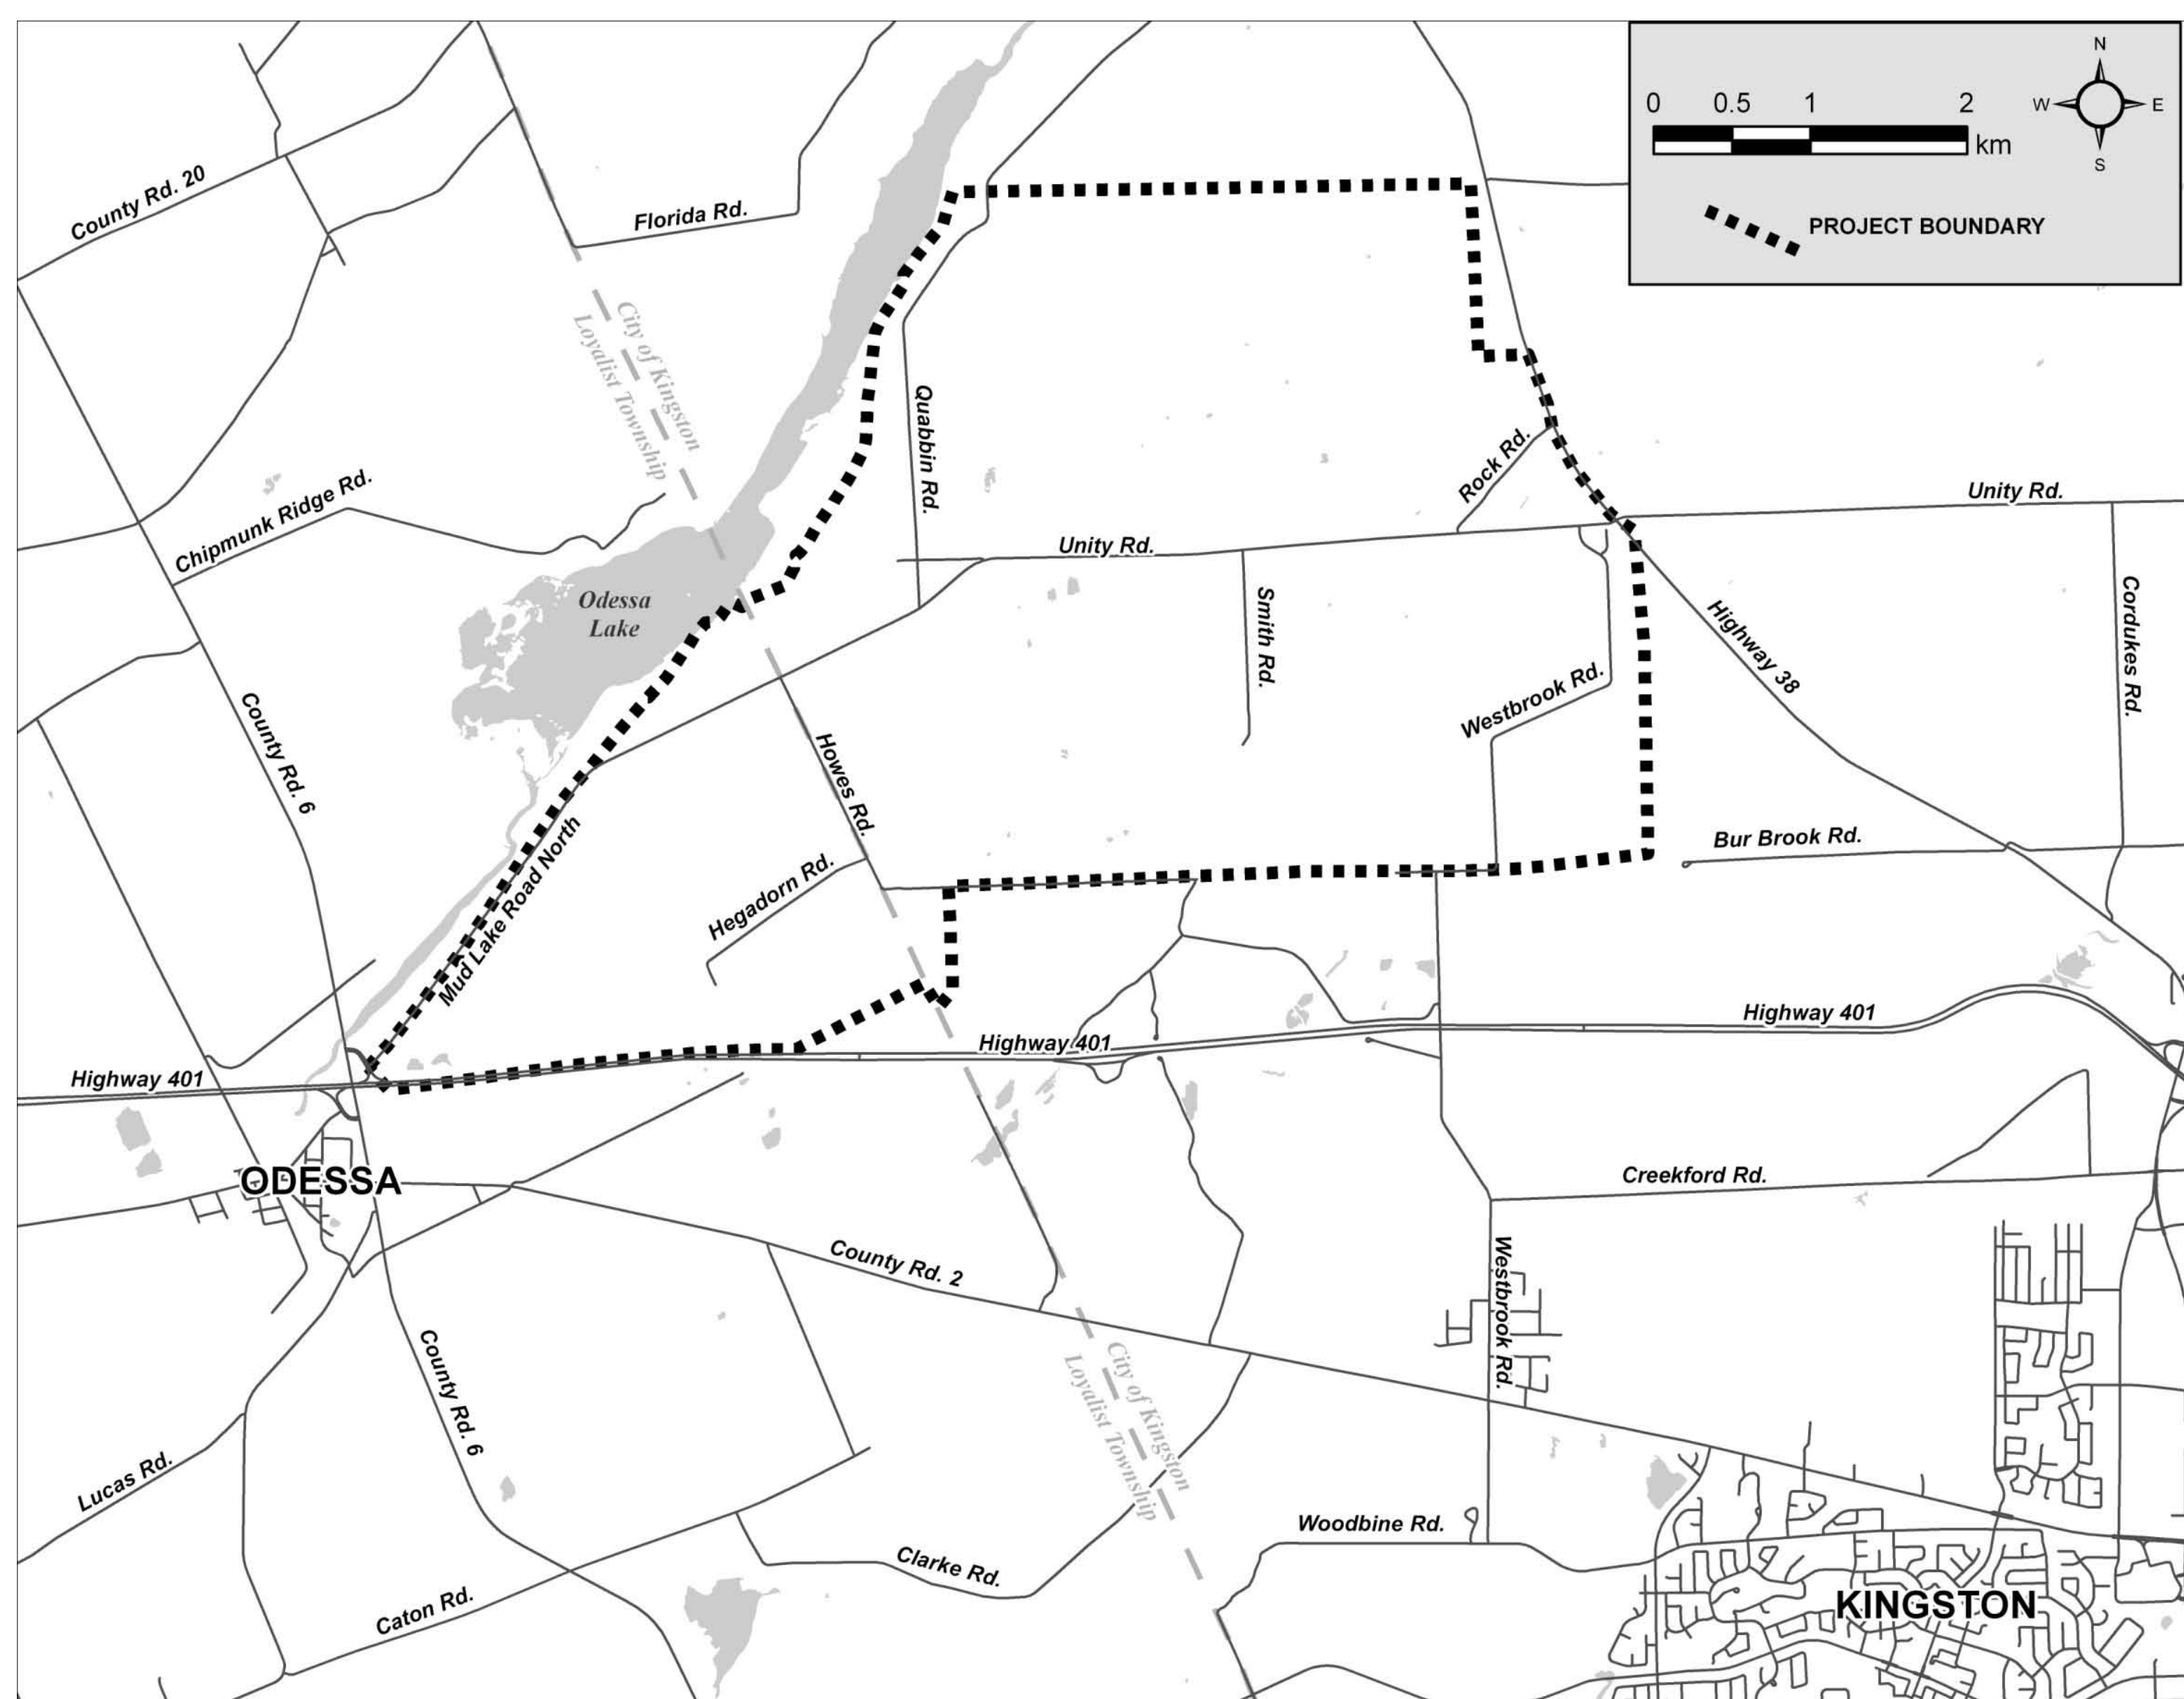 N
0 0.5 1 2
W E
km
S
County Rd. 20
Florida Rd.
PROJECT BOUNDARY
City of Kingston
Loyalist Township
Quabbin Rd.
Rock Rd.
Unity Rd.
Chipmunk Ridge Rd.
Unity Rd.
Odessa
Lake
Smith Rd.
Cordukes Rd.
Highway 38
Westbrook Rd.
County Rd. 6
Howes Rd.
Bur Brook Rd.
Mud Lake Road North
Hegadorn Rd.
Highway 401
Highway 401
Highway 401
ODESSA
Creekford Rd.
County Rd. 2
Westbrook Rd.
County Rd. 6
City of Kingston
Loyalist Township
Lucas Rd.
Woodbine Rd.
Clarke Rd.
Caton Rd.
KINGSTON